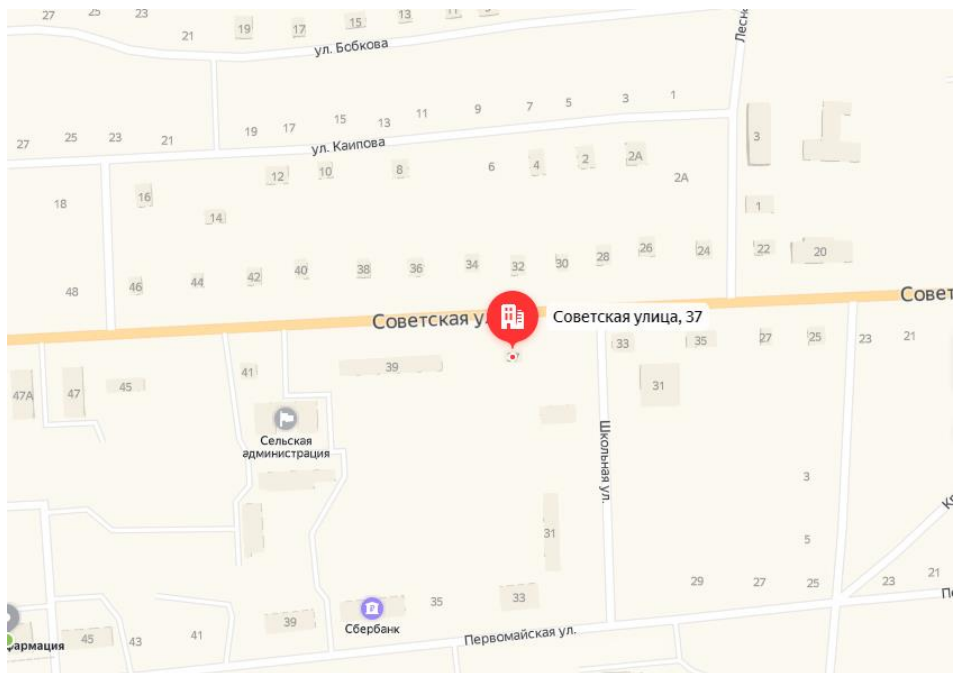 27 25 23 21 19 17 15 13 11
ул. Бобкова
27 25 23 21 19 17 15 13 11 9 7 5 3 1
ул. Каипова
3
18 16 14 12 10 8 6 4 2 2А 2А
1
48 46 44 42 40 38 36 34 32 30 28 26 24 22 20
Советская
Советская улица, 37
47А 47 45 41 39 33 35 27 25 23 21
31
Сельская
администрация
Школьная ул.
3
31
5
29 27 25 23 21
45 43 41 39
Сбербанк
35 33
Первомайская ул.